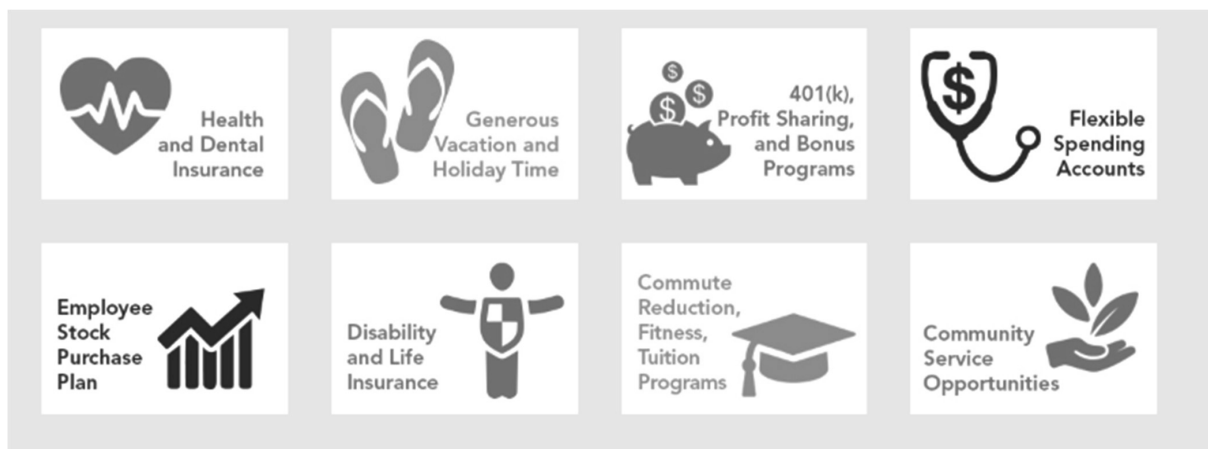 Health
and Dental
Insurance
Generous
Vacation and
Holiday Time
$
$
$
401(k),
Profit Sharing,
and Bonus
Programs
$
Flexible
Spending
Accounts
Employee
Stock
Purchase
Plan
Disability
and Life
Insurance
Commute
Reduction,
Fitness,
Tuition
Programs
Community
Service
Opportunities